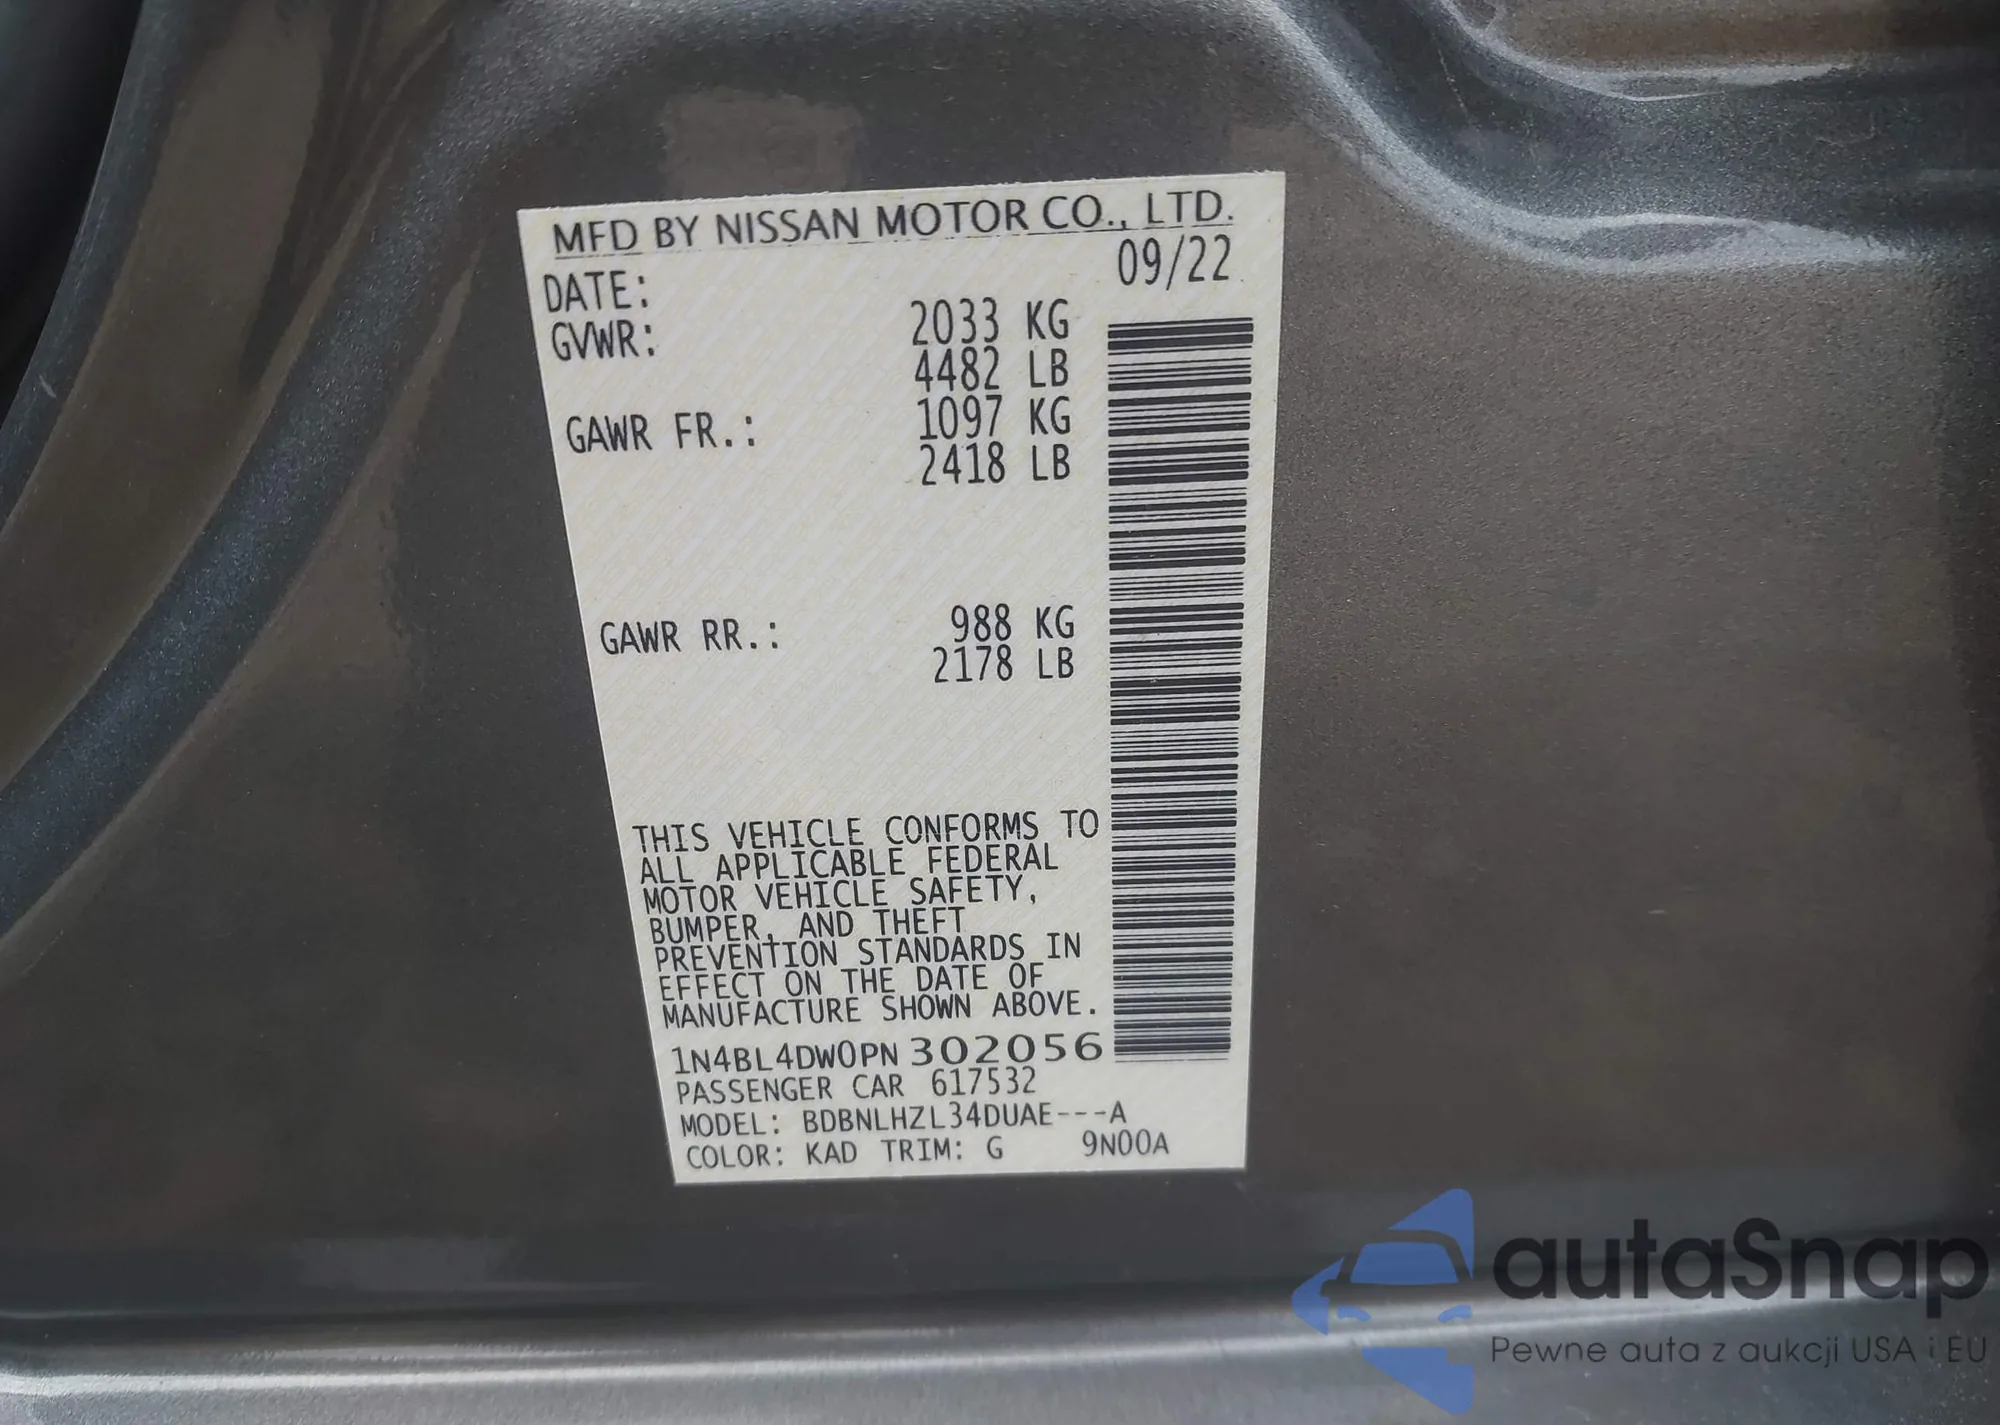 MFD BY NISSAN MOTOR CO., LTD.
DATE: 09/22
GVWR: 2033 KG
4482 LB
GAWR FR.: 1097 KG
2418 LB
GAWR RR.: 988 KG
2178 LB
THIS VEHICLE CONFORMS TO
ALL APPLICABLE FEDERAL
MOTOR VEHICLE SAFETY,
BUMPER, AND THEFT
PREVENTION STANDARDS IN
EFFECT ON THE DATE OF
MANUFACTURE SHOWN ABOVE.
1N4BL4DW0PN302056
PASSENGER CAR 617532
MODEL: BDBNLHZL34DUAE---A
COLOR: KAD TRIM: G 9N00A
autaSnap
Pewne auta z aukcji USA i EU